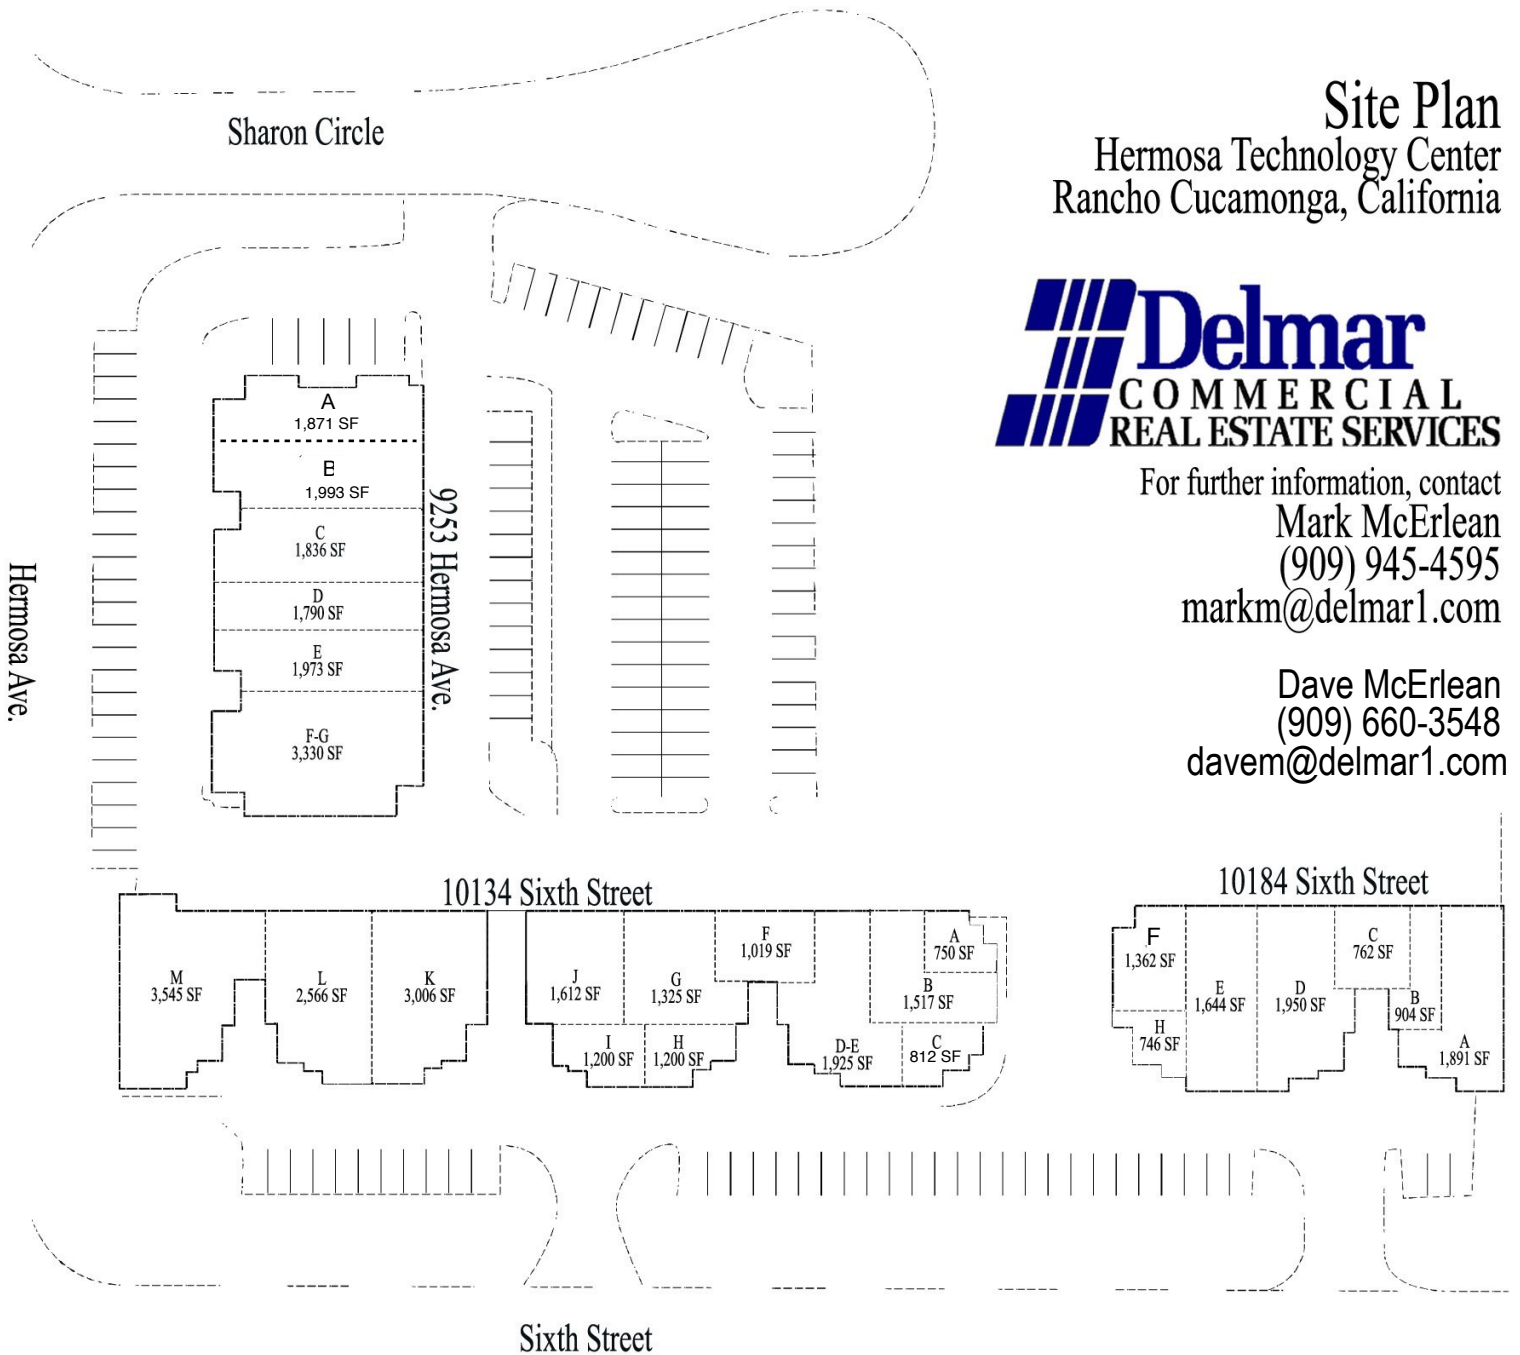 Site Plan
Hermosa Technology Center
Rancho Cucamonga, California
Delmar
COMMERCIAL
REAL ESTATE SERVICES
For further information, contact
Mark McErlean
(909) 945-4595
markm@delmar1.com
Dave McErlean
(909) 660-3548
davem@delmar1.com
Sharon Circle
Hermosa Ave.
9253 Hermosa Ave.
A
1,871 SF
B
1,993 SF
C
1,836 SF
D
1,790 SF
E
1,973 SF
F-G
3,330 SF
10134 Sixth Street
M
3,545 SF
L
2,566 SF
K
3,006 SF
J
1,612 SF
I
1,200 SF
G
1,325 SF
H
1,200 SF
F
1,019 SF
D-E
1,925 SF
A
750 SF
B
1,517 SF
C
812 SF
10184 Sixth Street
F
1,362 SF
H
746 SF
E
1,644 SF
D
1,950 SF
C
762 SF
B
904 SF
A
1,891 SF
Sixth Street